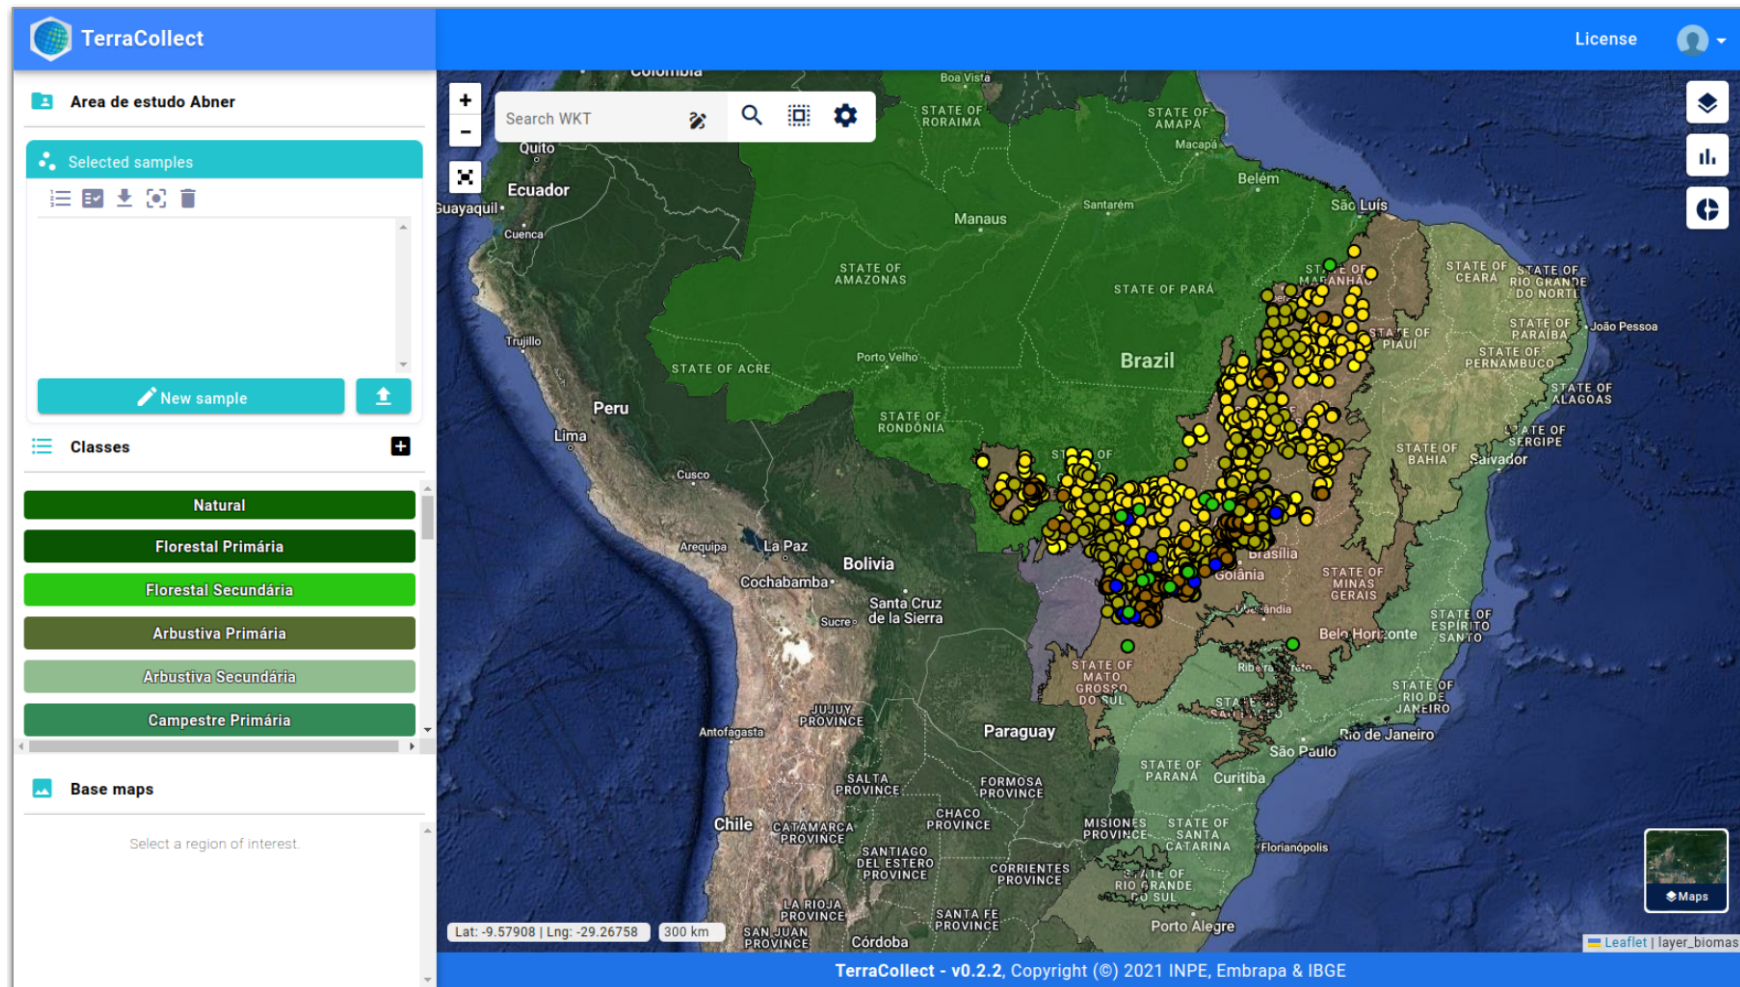 TerraCollect
License
Area de estudo Abner
Selected samples
New sample
Classes
Natural
Florestal Primária
Florestal Secundária
Arbustiva Primária
Arbustiva Secundária
Campestre Primária
Base maps
Select a region of interest.
+
-
Search WKT
Colombia
Boa Vista
STATE OF
RORAIMA
STATE OF
AMAPÁ
Macapá
Quito
Ecuador
Guayaquil
Cuenca
Belém
Santarém
São Luís
Manaus
STATE OF
AMAZONAS
STATE OF PARÁ
STATE OF
MARANHÃO
STATE OF
CEARÁ
STATE OF
RIO GRANDE
DO NORTE
STATE OF
PARAÍBA
João Pessoa
STATE OF
PIAUÍ
STATE OF
PERNAMBUCO
Trujillo
Porto Velho
Brazil
STATE OF ACRE
STATE OF
ALAGOAS
Peru
STATE OF
RONDÔNIA
Lima
STATE OF
SERGIPE
STATE OF
BAHIA
Salvador
Cusco
Arequipa
La Paz
Bolivia
Cochabamba
Santa Cruz
de la Sierra
Sucre
Brasília
Goiânia
STATE OF
MINAS
GERAIS
STATE OF
ESPÍRITO
SANTO
Belo Horizonte
STATE OF
MATO
GROSSO
DO SUL
STATE OF
RIO DE
JANEIRO
Rio de Janeiro
São Paulo
JUJUY
PROVINCE
Antofagasta
Paraguay
STATE OF
PARANÁ
Curitiba
SALTA
PROVINCE
FORMOSA
PROVINCE
CHACO
PROVINCE
Chile
CATAMARCA
PROVINCE
MISIONES
PROVINCE
STATE OF
SANTA
CATARINA
Florianópolis
SANTIAGO
DEL ESTERO
PROVINCE
CORRIENTES
PROVINCE
STATE OF
RIO GRANDE
DO SUL
LA RIOJA
PROVINCE
SANTA FE
PROVINCE
Porto Alegre
SAN JUAN
PROVINCE
Córdoba
Maps
Lat: -9.57908 | Lng: -29.26758
300 km
Leaflet | layer_biomas
TerraCollect - v0.2.2, Copyright (©) 2021 INPE, Embrapa & IBGE